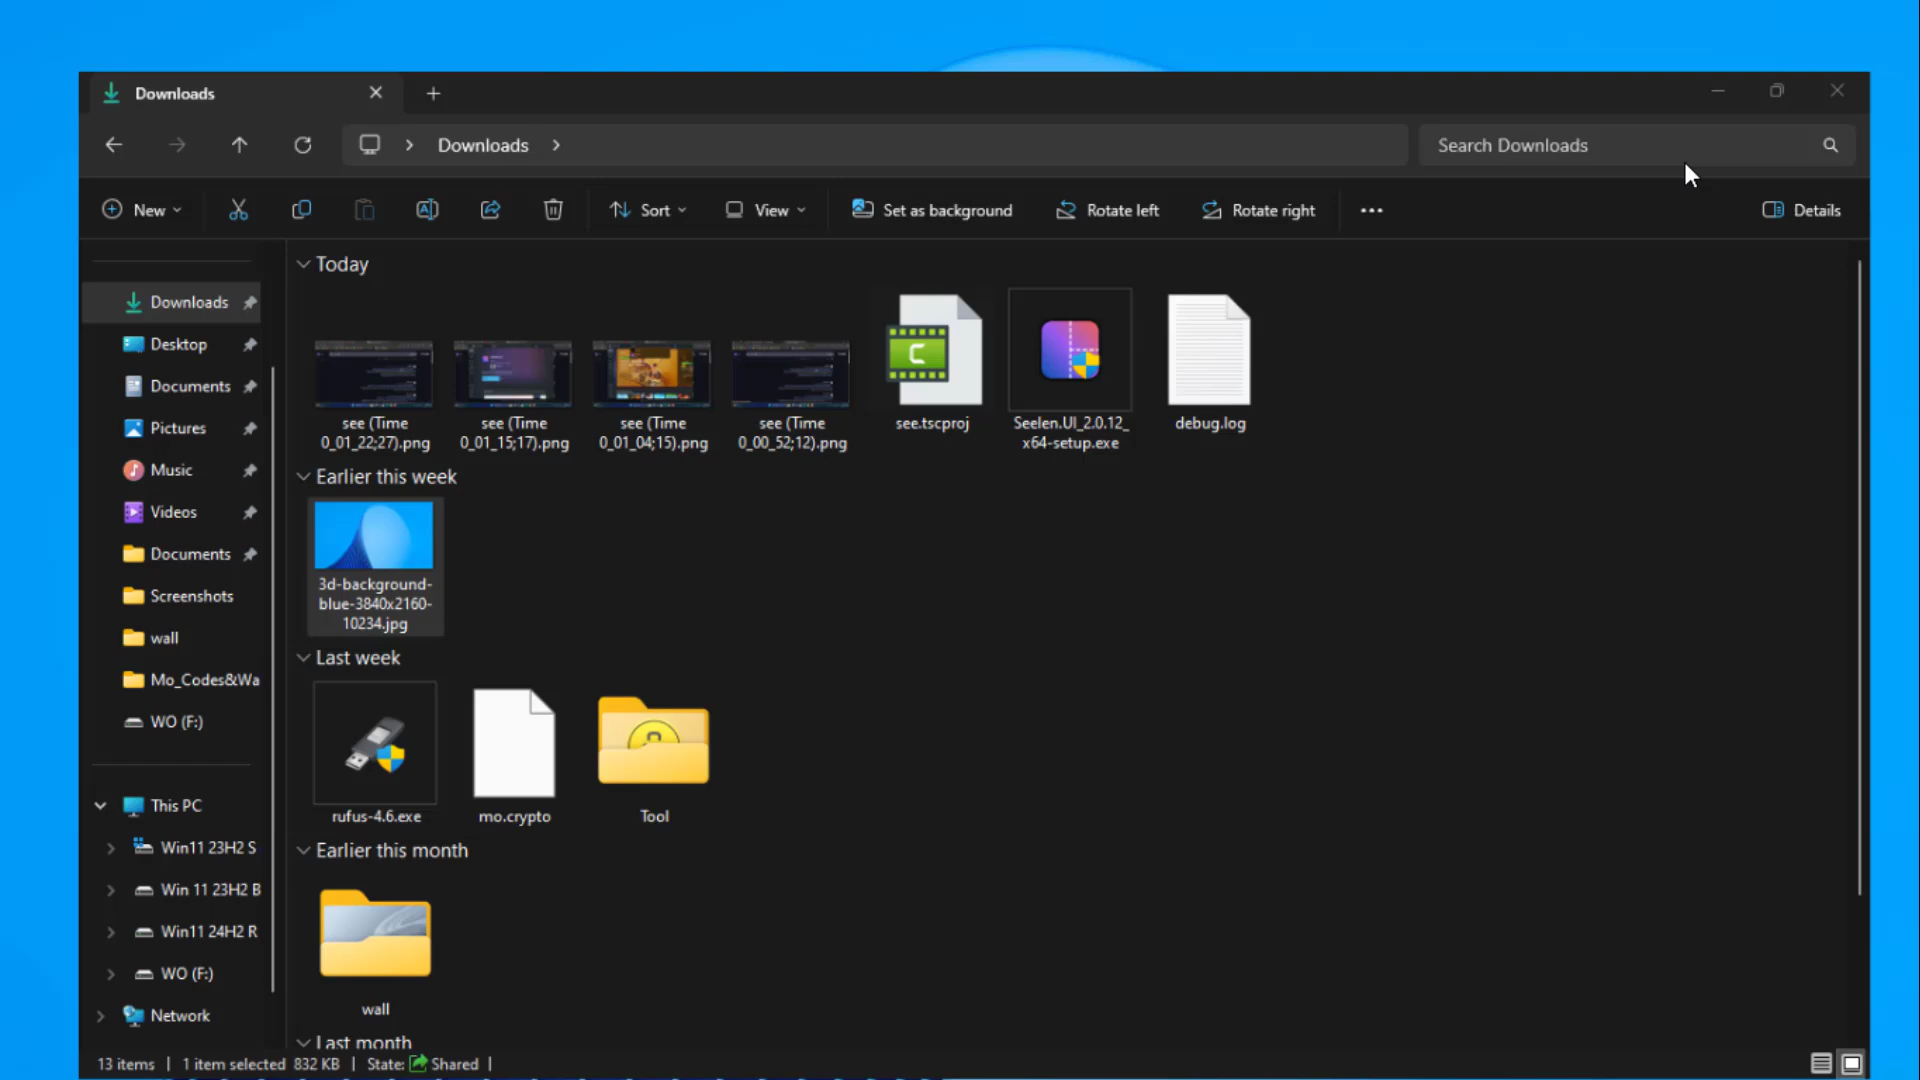 Downloads
Downloads
Search Downloads
New
Sort
View
Set as background
Rotate left
Rotate right
Details
Downloads
Desktop
Documents
Pictures
Music
Videos
Documents
Screenshots
wall
Mo_Codes&Wa
WO (F:)
This PC
Win11 23H2 S
Win 11 23H2 B
Win11 24H2 R
WO (F:)
Network
Today
see (Time
0_01_22;27).png
see (Time
0_01_15;17).png
see (Time
0_01_04;15).png
see (Time
0_00_52;12).png
see.tscproj
Seelen.UI_2.0.12_
x64-setup.exe
debug.log
Earlier this week
3d-background-
blue-3840x2160-
10234.jpg
Last week
rufus-4.6.exe
mo.crypto
Tool
Earlier this month
wall
Last month
13 items | 1 item selected 832 KB | State: Shared |